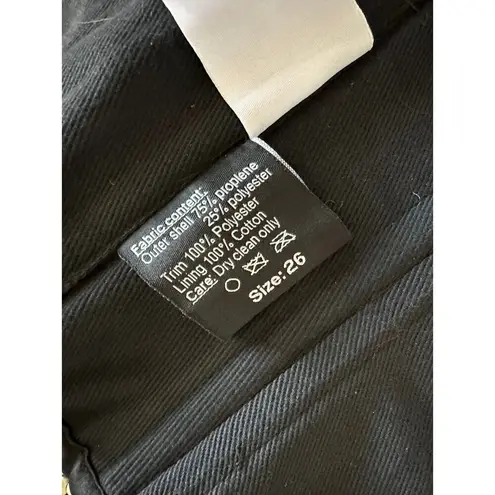 Fabric content:
Outer shell 75% proplene
25% polyester
Trim 100% Polyester
Lining 100% Cotton
Care: Dry clean only
Size: 26